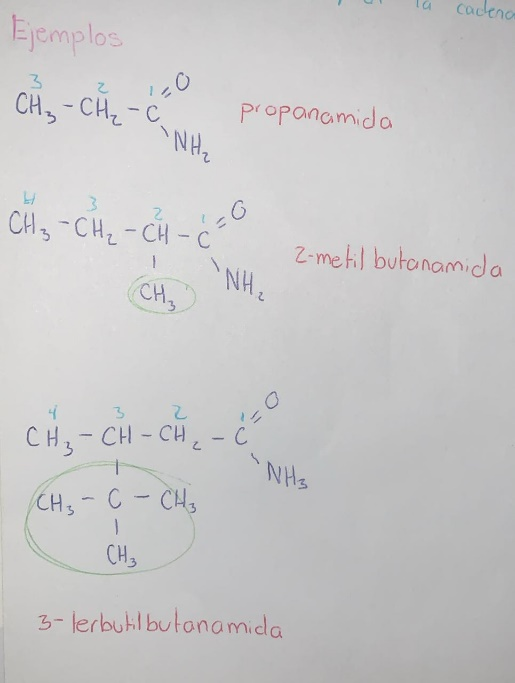 la cadena
Ejemplos
3 2 1 O
CH₃ - CH₂ - C
NH₂
propanamida
4 3 2 1 O
CH₃ - CH₂ - CH - C
CH₃ NH₂
2-metil butanamida
4 3 2 1 O
CH₃ - CH - CH₂ - C
NH₃
CH₃ - C - CH₃
CH₃
3-terbutilbutanamida